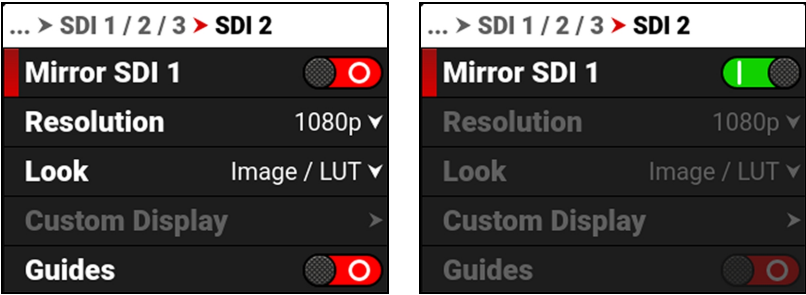 ... > SDI 1 / 2 / 3 > SDI 2
Mirror SDI 1
Resolution 1080p
Look Image / LUT
Custom Display
Guides
... > SDI 1 / 2 / 3 > SDI 2
Mirror SDI 1
Resolution 1080p
Look Image / LUT
Custom Display
Guides